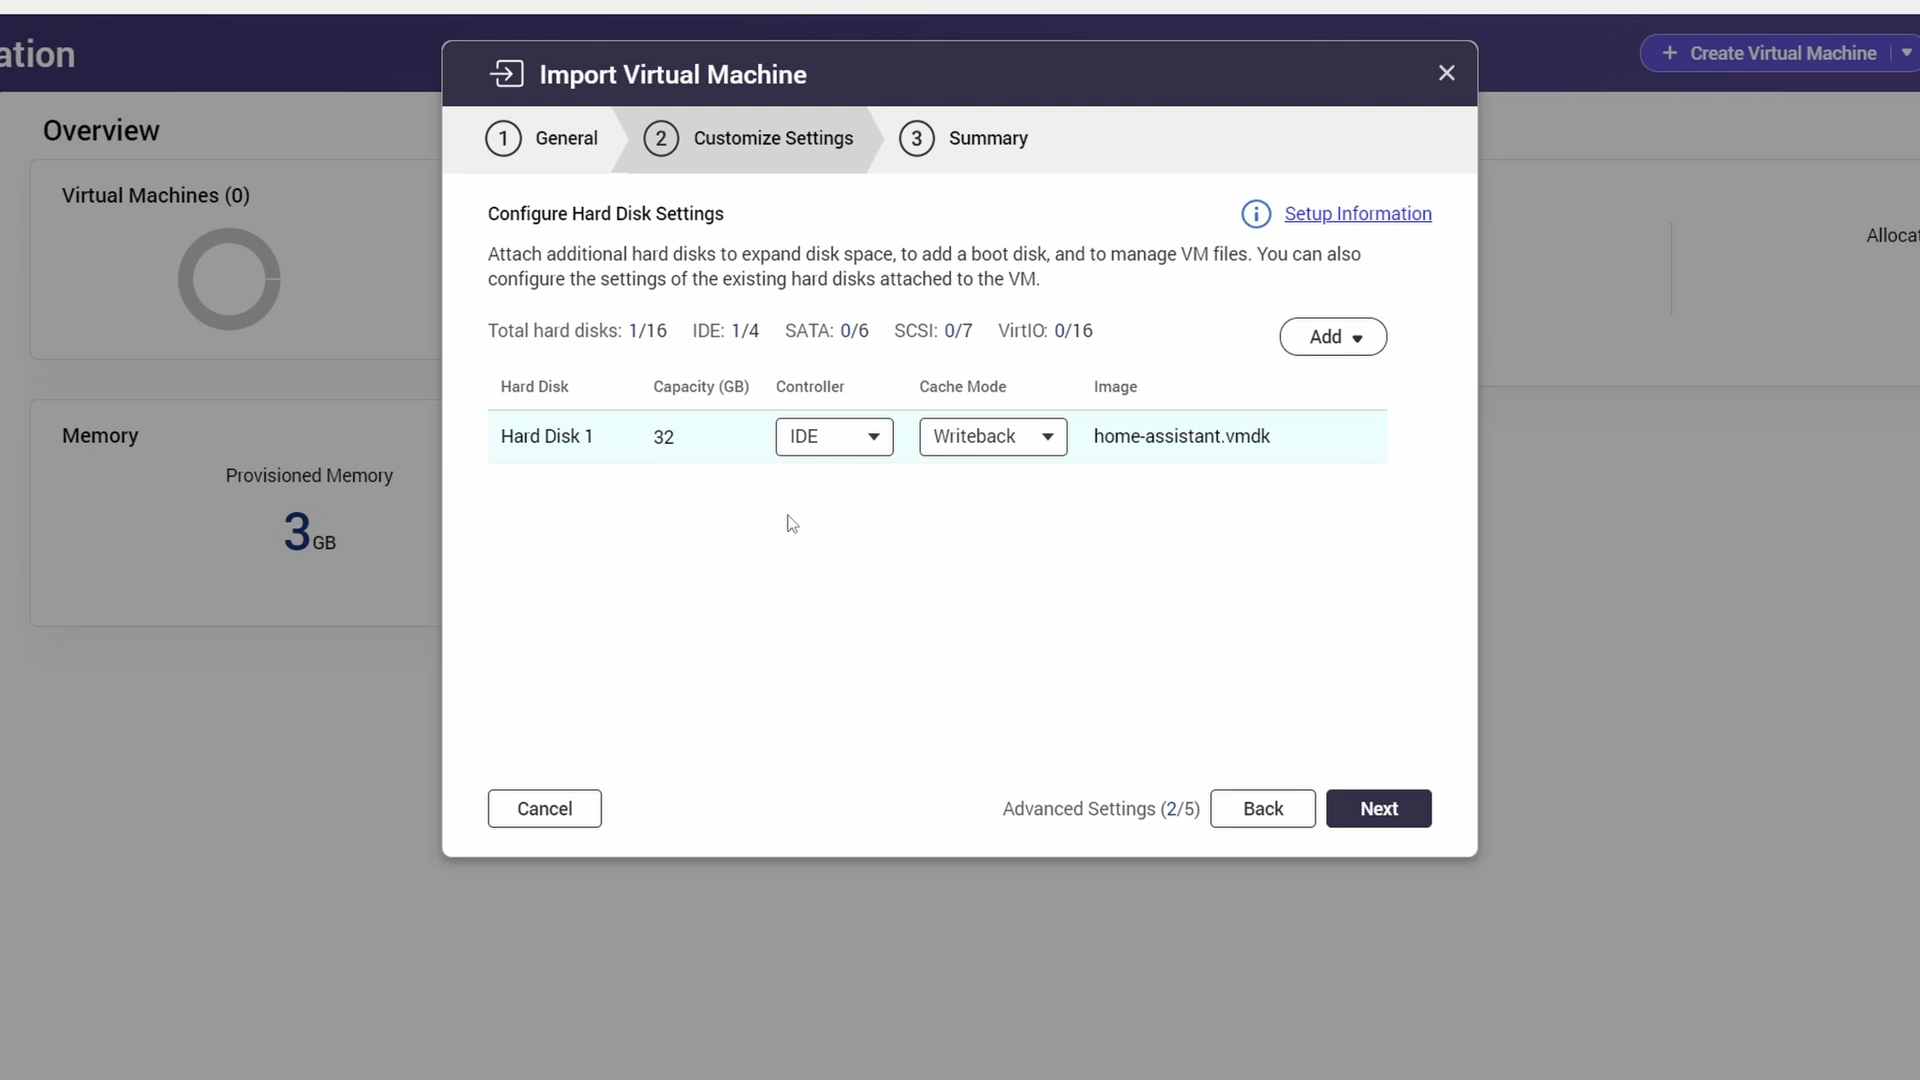 ation
+ Create Virtual Machine
Import Virtual Machine
1 General
2 Customize Settings
3 Summary
Overview
Virtual Machines (0)
Memory
Provisioned Memory
3 GB
Configure Hard Disk Settings
Setup Information
Attach additional hard disks to expand disk space, to add a boot disk, and to manage VM files. You can also
configure the settings of the existing hard disks attached to the VM.
Total hard disks: 1/16 IDE: 1/4 SATA: 0/6 SCSI: 0/7 VirtIO: 0/16
Add
Hard Disk Capacity (GB) Controller Cache Mode Image
Hard Disk 1 32 IDE Writeback home-assistant.vmdk
Cancel
Advanced Settings (2/5)
Back
Next
Allocat